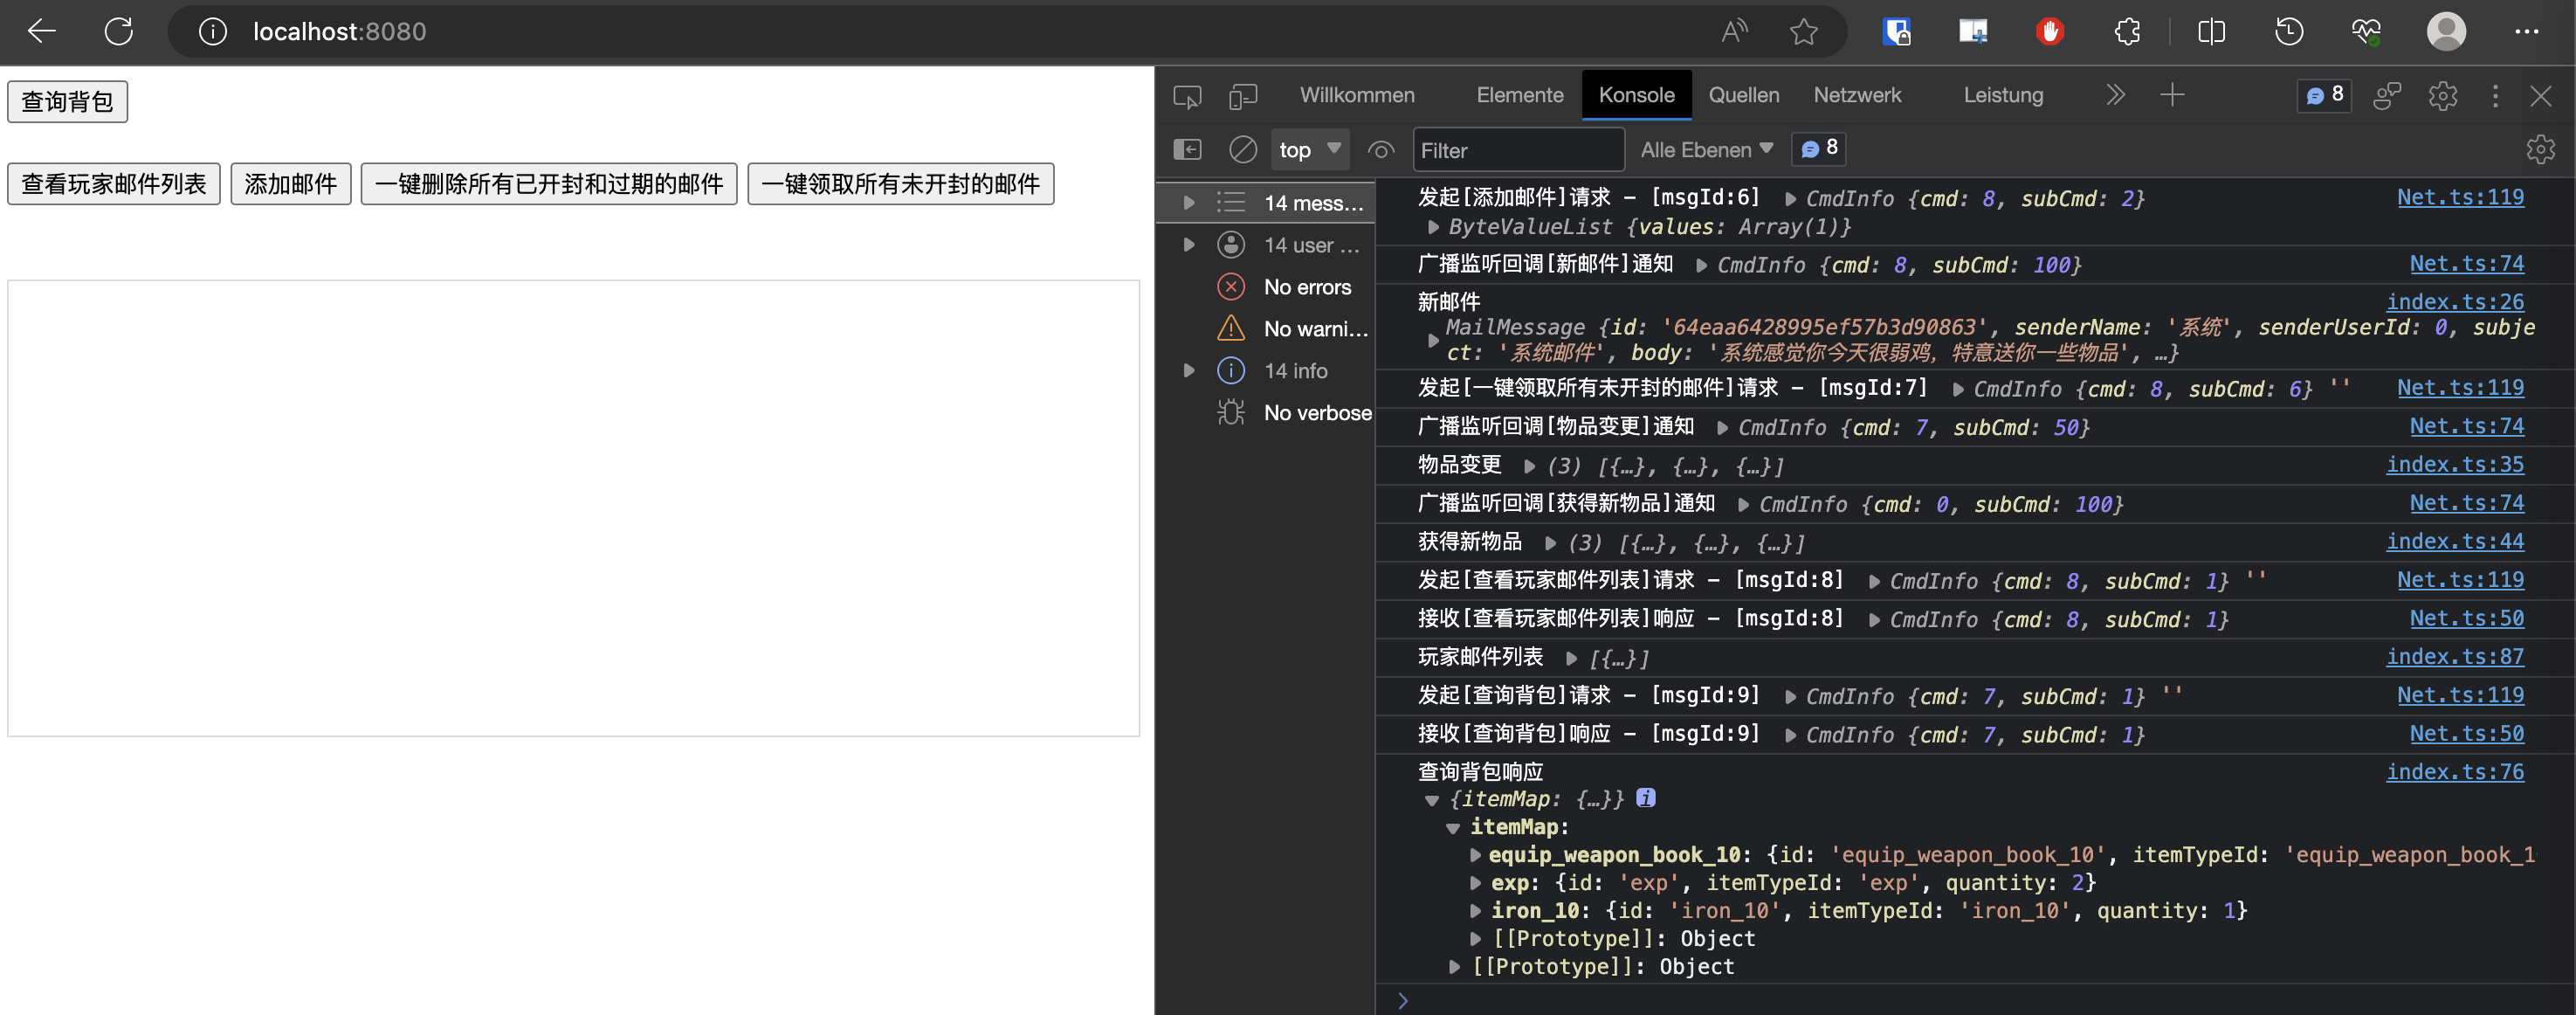 localhost:8080
查询背包
查看玩家邮件列表 添加邮件 一键删除所有已开封和过期的邮件 一键领取所有未开封的邮件
Willkommen Elemente Konsole Quellen Netzwerk Leistung 8
top Filter Alle Ebenen 8
14 mess...
14 user ...
No errors
No warni...
14 info
No verbose
发起[添加邮件]请求 - [msgId:6] CmdInfo {cmd: 8, subCmd: 2} Net.ts:119
ByteValueList {values: Array(1)}
广播监听回调[新邮件]通知 CmdInfo {cmd: 8, subCmd: 100} Net.ts:74
新邮件 index.ts:26
MailMessage {id: '64eaa6428995ef57b3d90863', senderName: '系统', senderUserId: 0, subje
ct: '系统邮件', body: '系统感觉你今天很弱鸡，特意送你一些物品', …}
发起[一键领取所有未开封的邮件]请求 - [msgId:7] CmdInfo {cmd: 8, subCmd: 6} '' Net.ts:119
广播监听回调[物品变更]通知 CmdInfo {cmd: 7, subCmd: 50} Net.ts:74
物品变更 (3) [{…}, {…}, {…}] index.ts:35
广播监听回调[获得新物品]通知 CmdInfo {cmd: 0, subCmd: 100} Net.ts:74
获得新物品 (3) [{…}, {…}, {…}] index.ts:44
发起[查看玩家邮件列表]请求 - [msgId:8] CmdInfo {cmd: 8, subCmd: 1} '' Net.ts:119
接收[查看玩家邮件列表]响应 - [msgId:8] CmdInfo {cmd: 8, subCmd: 1} Net.ts:50
玩家邮件列表 [{…}] index.ts:87
发起[查询背包]请求 - [msgId:9] CmdInfo {cmd: 7, subCmd: 1} '' Net.ts:119
接收[查询背包]响应 - [msgId:9] CmdInfo {cmd: 7, subCmd: 1} Net.ts:50
查询背包响应 index.ts:76
{itemMap: {…}} i
itemMap:
equip_weapon_book_10: {id: 'equip_weapon_book_10', itemTypeId: 'equip_weapon_book_1
exp: {id: 'exp', itemTypeId: 'exp', quantity: 2}
iron_10: {id: 'iron_10', itemTypeId: 'iron_10', quantity: 1}
[[Prototype]]: Object
[[Prototype]]: Object